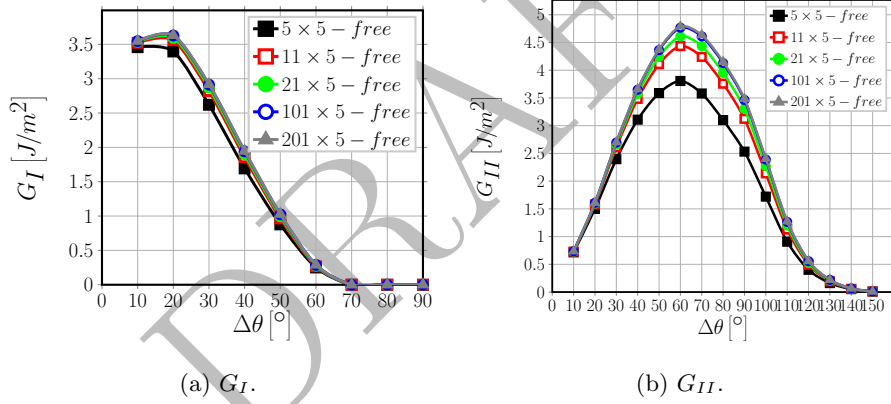 5 × 5 − free
11 × 5 − free
21 × 5 − free
101 × 5 − free
201 × 5 − free
G_I [J/m²]
3.5
3
2.5
2
1.5
1
0.5
0
0 10 20 30 40 50 60 70 80 90
Δθ [°]
(a) G_I.
5 × 5 − free
11 × 5 − free
21 × 5 − free
101 × 5 − free
201 × 5 − free
G_II [J/m²]
5
4.5
4
3.5
3
2.5
2
1.5
1
0.5
0
0 10 20 30 40 50 60 70 80 90 100 110 120 130 140 150
Δθ [°]
(b) G_II.
DRAF